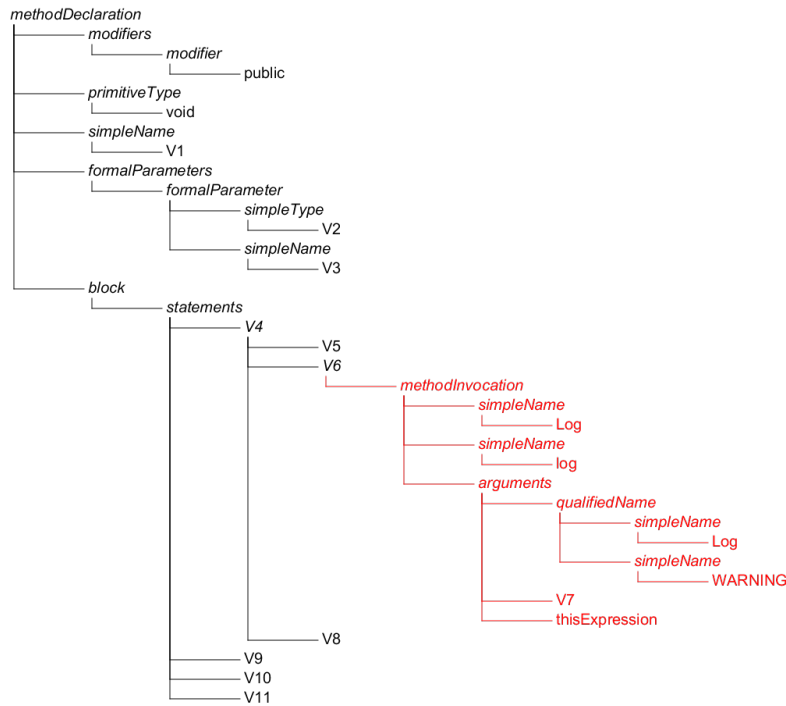 methodDeclaration
modifiers
modifier
public
primitiveType
void
simpleName
V1
formalParameters
formalParameter
simpleType
V2
simpleName
V3
block
statements
V4
V5
V6
methodInvocation
simpleName
Log
simpleName
log
arguments
qualifiedName
simpleName
Log
simpleName
WARNING
V7
thisExpression
V8
V9
V10
V11